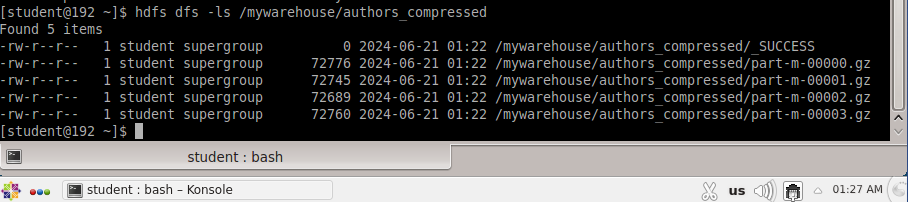 [student@192 ~]$ hdfs dfs -ls /mywarehouse/authors_compressed
Found 5 items
-rw-r--r--   1 student supergroup          0 2024-06-21 01:22 /mywarehouse/authors_compressed/_SUCCESS
-rw-r--r--   1 student supergroup      72776 2024-06-21 01:22 /mywarehouse/authors_compressed/part-m-00000.gz
-rw-r--r--   1 student supergroup      72745 2024-06-21 01:22 /mywarehouse/authors_compressed/part-m-00001.gz
-rw-r--r--   1 student supergroup      72689 2024-06-21 01:22 /mywarehouse/authors_compressed/part-m-00002.gz
-rw-r--r--   1 student supergroup      72760 2024-06-21 01:22 /mywarehouse/authors_compressed/part-m-00003.gz
[student@192 ~]$
student : bash
student : bash – Konsole
us
01:27 AM